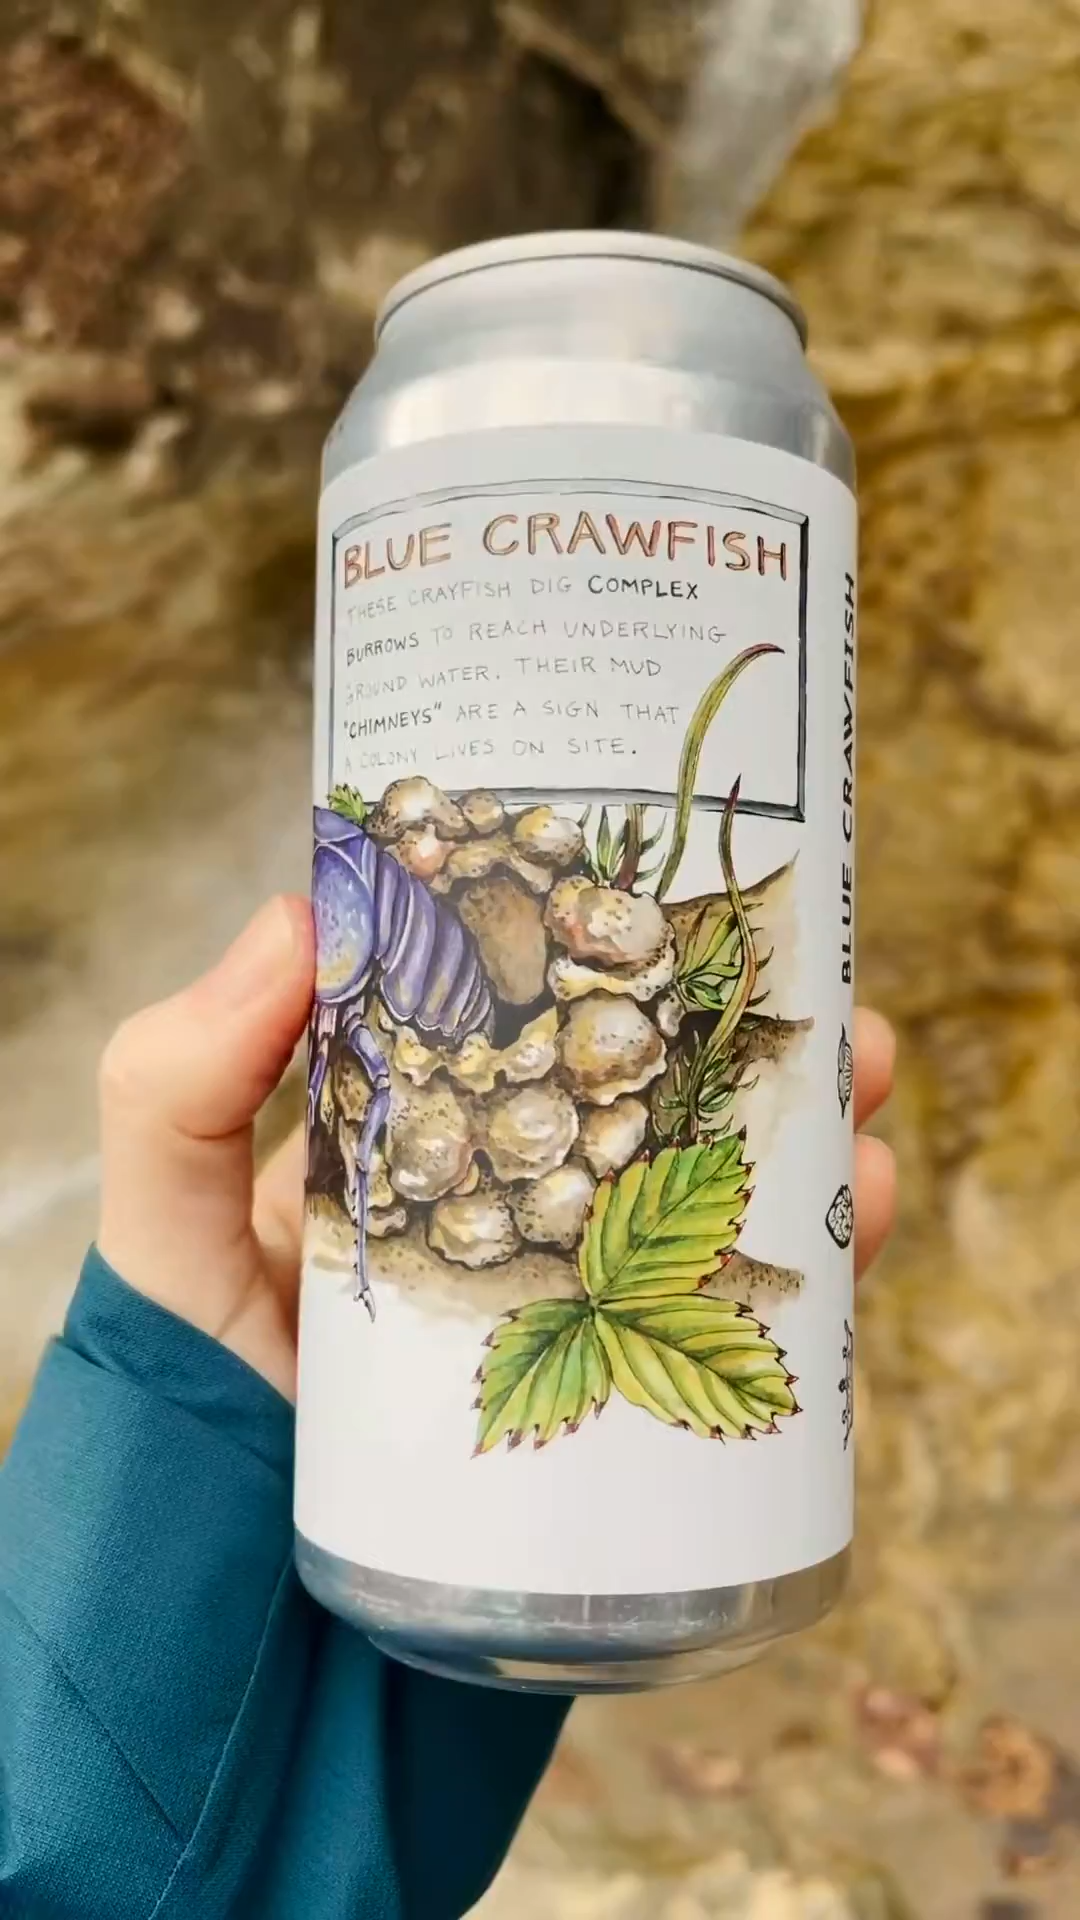 BLUE CRAWFISH
THESE CRAYFISH DIG COMPLEX
BURROWS TO REACH UNDERLYING
GROUND WATER. THEIR MUD
"CHIMNEYS" ARE A SIGN THAT
A COLONY LIVES ON SITE.
BLUE CRAWFISH